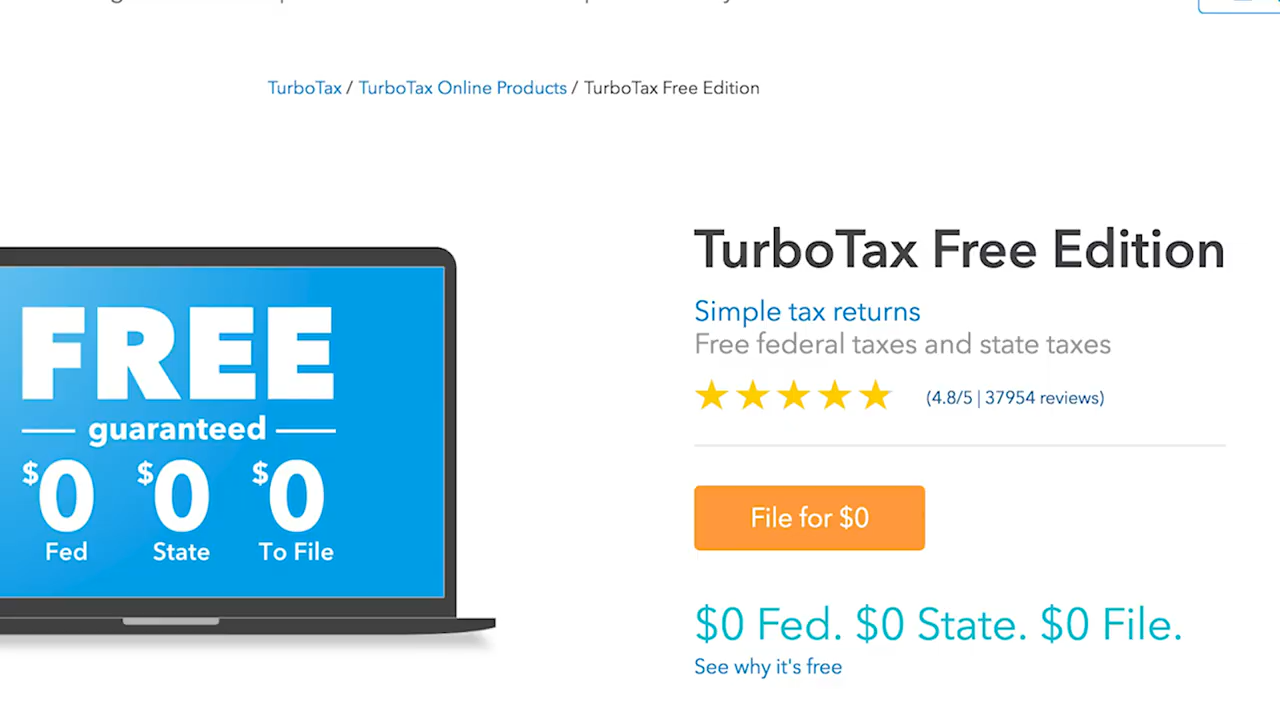 TurboTax / TurboTax Online Products / TurboTax Free Edition
FREE
guaranteed
$0 $0 $0
Fed State To File
TurboTax Free Edition
Simple tax returns
Free federal taxes and state taxes
(4.8/5 | 37954 reviews)
File for $0
$0 Fed. $0 State. $0 File.
See why it's free